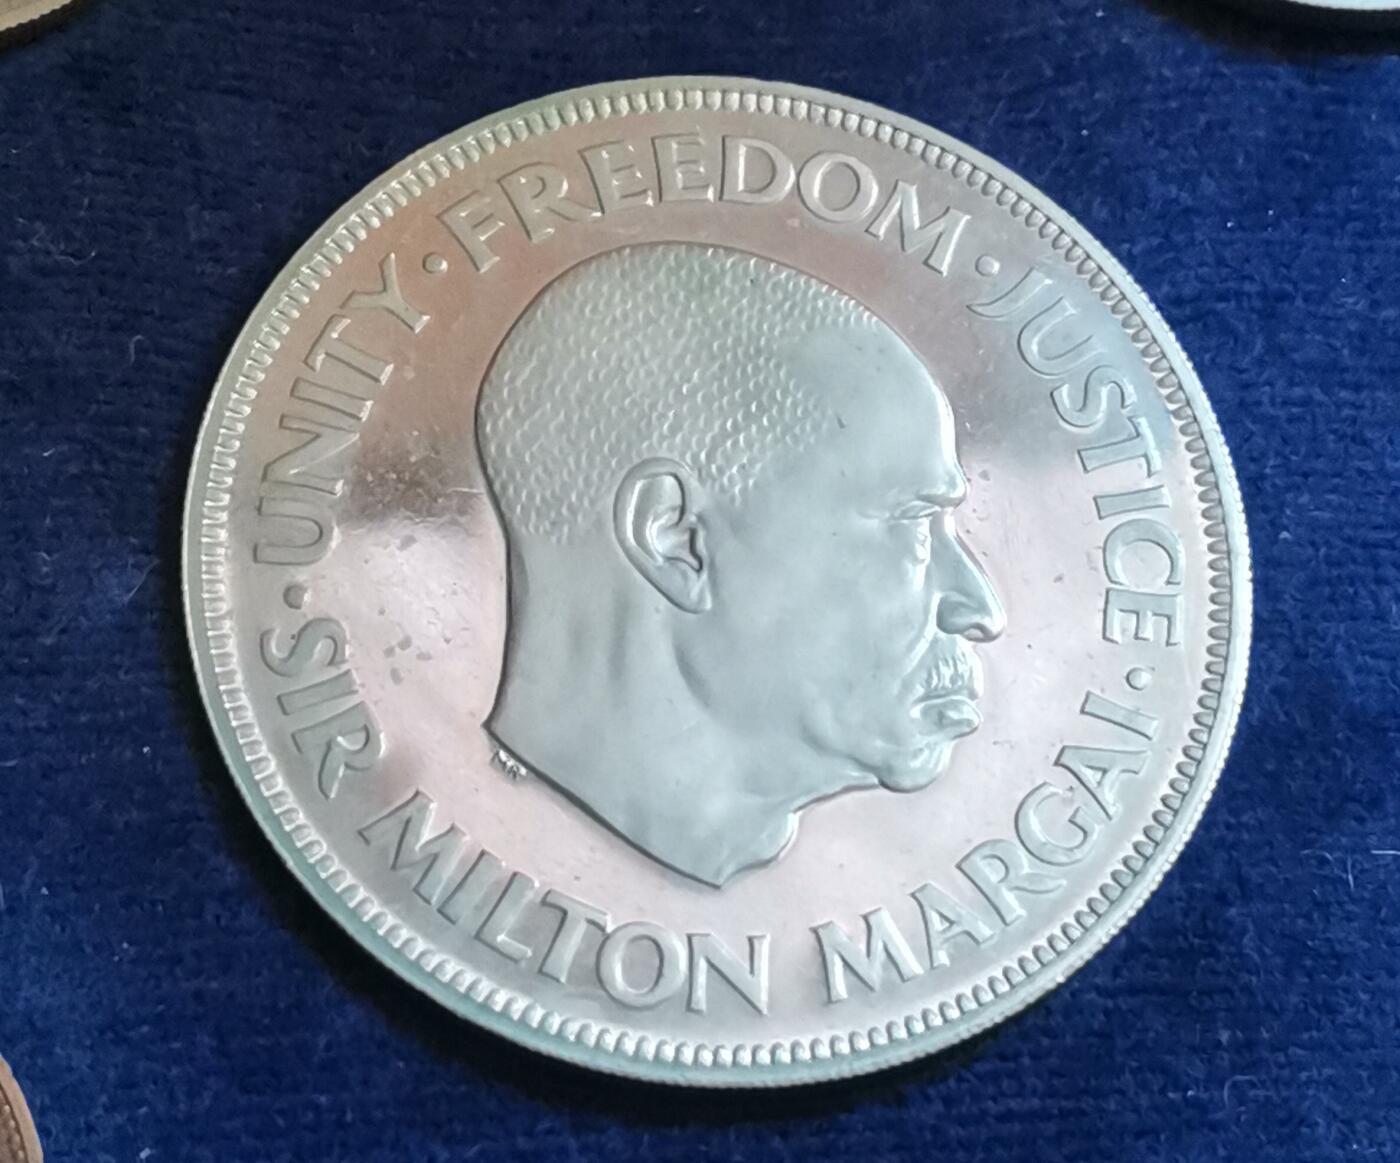 · UNITY · FREEDOM · JUSTICE ·
SIR MILTON MARGAI